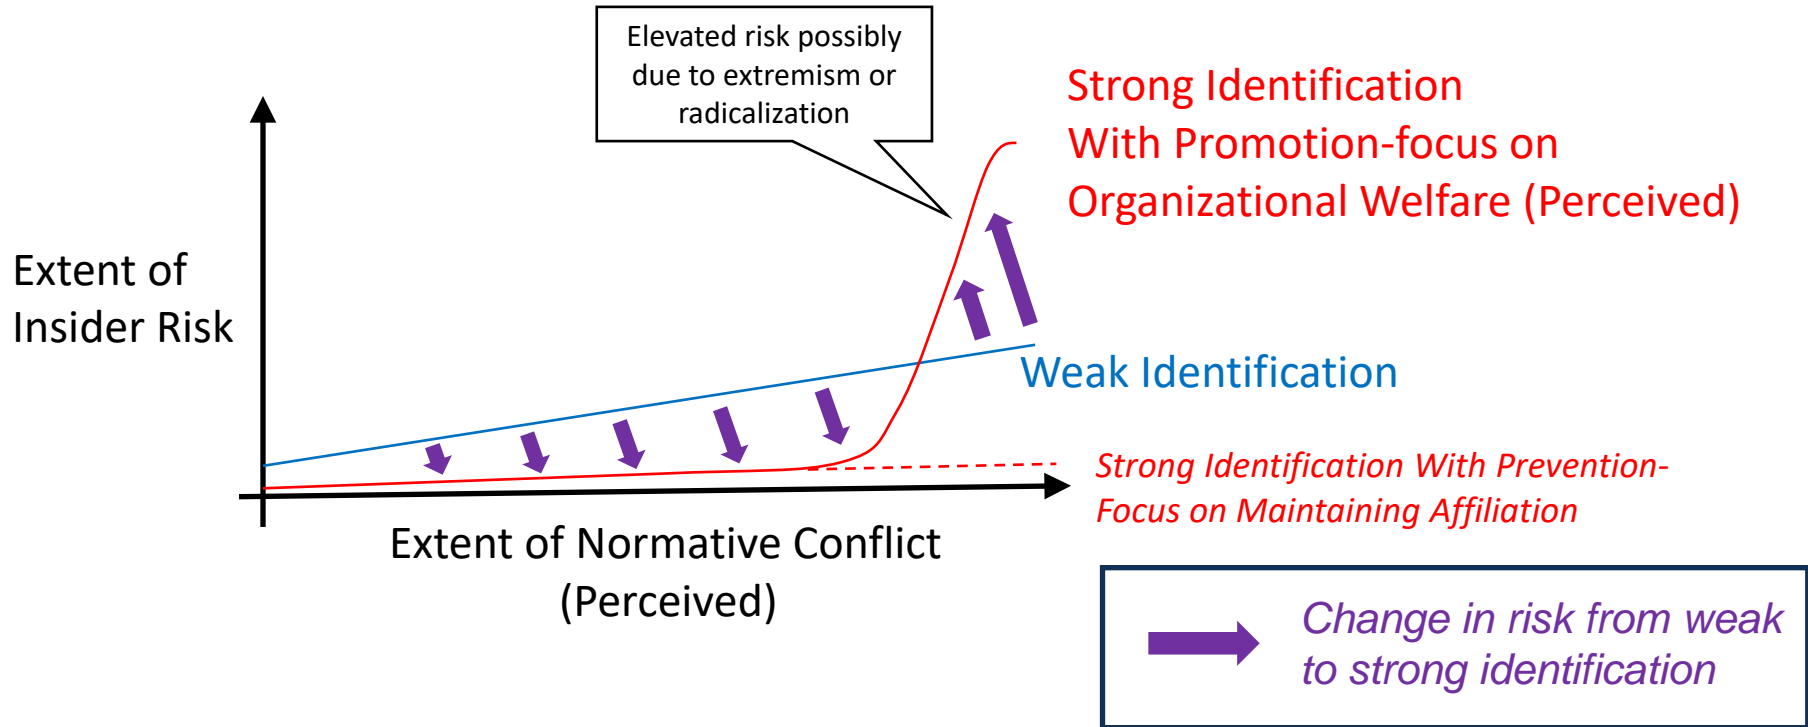 Elevated risk possibly
due to extremism or
radicalization
Strong Identification
With Promotion-focus on
Organizational Welfare (Perceived)
Extent of
Insider Risk
Weak Identification
Strong Identification With Prevention-
Focus on Maintaining Affiliation
Extent of Normative Conflict
(Perceived)
Change in risk from weak
to strong identification